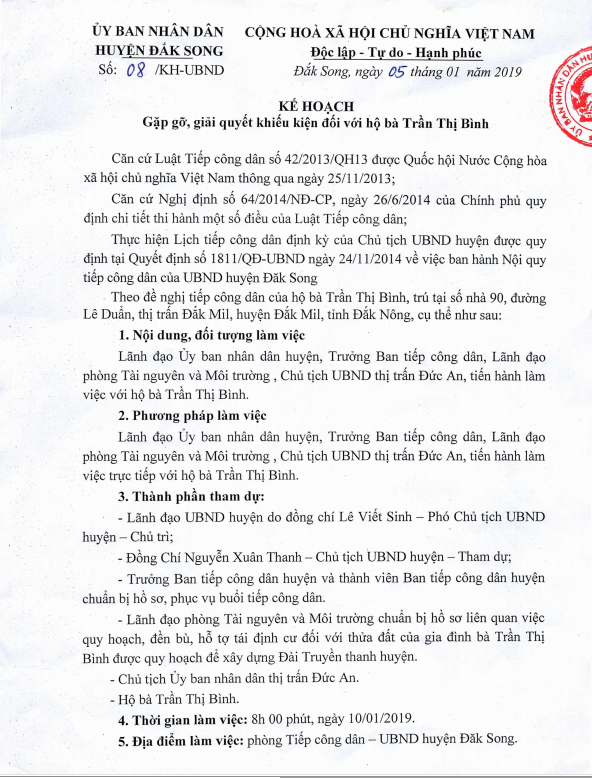 ỦY BAN NHÂN DÂN
HUYỆN ĐẮK SONG
Số: 08 /KH-UBND
CỘNG HOÀ XÃ HỘI CHỦ NGHĨA VIỆT NAM
Độc lập - Tự do - Hạnh phúc
Đắk Song, ngày 05 tháng 01 năm 2019
KẾ HOẠCH
Gặp gỡ, giải quyết khiếu kiện đối với hộ bà Trần Thị Bình
Căn cứ Luật Tiếp công dân số 42/2013/QH13 được Quốc hội Nước Cộng hòa
xã hội chủ nghĩa Việt Nam thông qua ngày 25/11/2013;
Căn cứ Nghị định số 64/2014/NĐ-CP, ngày 26/6/2014 của Chính phủ quy
định chi tiết thi hành một số điều của Luật Tiếp công dân;
Thực hiện Lịch tiếp công dân định kỳ của Chủ tịch UBND huyện được quy
định tại Quyết định số 1811/QĐ-UBND ngày 24/11/2014 về việc ban hành Nội quy
tiếp công dân của UBND huyện Đăk Song
Theo đề nghị tiếp công dân của hộ bà Trần Thị Bình, trú tại số nhà 90, đường
Lê Duẩn, thị trấn Đắk Mil, huyện Đắk Mil, tỉnh Đắk Nông, cụ thể như sau:
1. Nội dung, đối tượng làm việc
Lãnh đạo Ủy ban nhân dân huyện, Trưởng Ban tiếp công dân, Lãnh đạo
phòng Tài nguyên và Môi trường , Chủ tịch UBND thị trấn Đức An, tiến hành làm
việc với hộ bà Trần Thị Bình.
2. Phương pháp làm việc
Lãnh đạo Ủy ban nhân dân huyện, Trưởng Ban tiếp công dân, Lãnh đạo
phòng Tài nguyên và Môi trường , Chủ tịch UBND thị trấn Đức An, tiến hành làm
việc trực tiếp với hộ bà Trần Thị Bình.
3. Thành phần tham dự:
- Lãnh đạo UBND huyện do đồng chí Lê Viết Sinh – Phó Chủ tịch UBND
huyện – Chủ trì;
- Đồng Chí Nguyễn Xuân Thanh – Chủ tịch UBND huyện – Tham dự;
- Trưởng Ban tiếp công dân huyện và thành viên Ban tiếp công dân huyện
chuẩn bị hồ sơ, phục vụ buổi tiếp công dân.
- Lãnh đạo phòng Tài nguyên và Môi trường chuẩn bị hồ sơ liên quan việc
quy hoạch, đền bù, hỗ tợ tái định cư đối với thửa đất của gia đình bà Trần Thị
Bình được quy hoạch để xây dựng Đài Truyền thanh huyện.
- Chủ tịch Ủy ban nhân dân thị trấn Đức An.
- Hộ bà Trần Thị Bình.
4. Thời gian làm việc: 8h 00 phút, ngày 10/01/2019.
5. Địa điểm làm việc: phòng Tiếp công dân – UBND huyện Đăk Song.